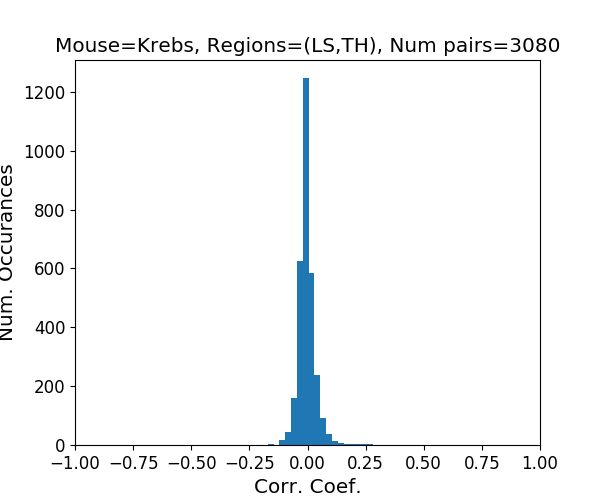 Mouse=Krebs, Regions=(LS,TH), Num pairs=3080
1200
1000
800
600
400
200
0
Num. Occurances
−1.00 −0.75 −0.50 −0.25 0.00 0.25 0.50 0.75 1.00
Corr. Coef.